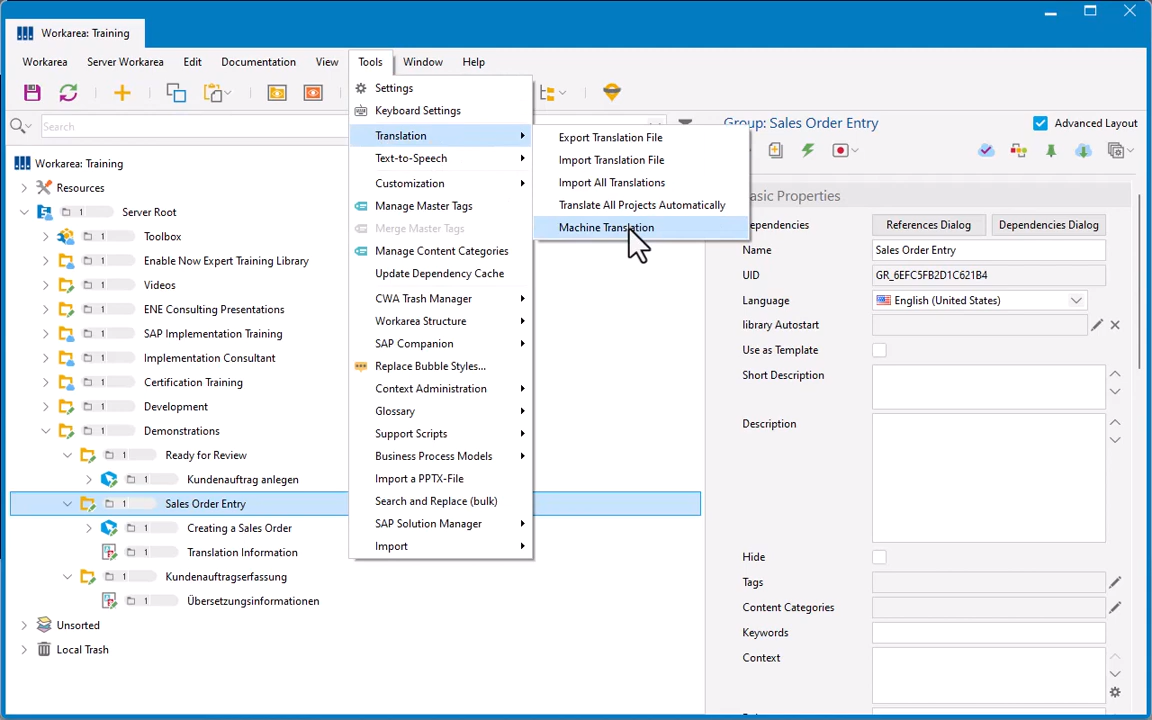 Workarea: Training
Workarea Server Workarea Edit Documentation View Tools Window Help
Search
Workarea: Training
Resources
1 Server Root
1 Toolbox
1 Enable Now Expert Training Library
1 Videos
1 ENE Consulting Presentations
1 SAP Implementation Training
1 Implementation Consultant
1 Certification Training
1 Development
1 Demonstrations
1 Ready for Review
1 Kundenauftrag anlegen
1 Sales Order Entry
1 Creating a Sales Order
1 Translation Information
1 Kundenauftragserfassung
1 Übersetzungsinformationen
Unsorted
Local Trash
Settings
Keyboard Settings
Translation
Text-to-Speech
Customization
Manage Master Tags
Merge Master Tags
Manage Content Categories
Update Dependency Cache
CWA Trash Manager
Workarea Structure
SAP Companion
Replace Bubble Styles...
Context Administration
Glossary
Support Scripts
Business Process Models
Import a PPTX-File
Search and Replace (bulk)
SAP Solution Manager
Import
Export Translation File
Import Translation File
Import All Translations
Translate All Projects Automatically
Machine Translation
Group: Sales Order Entry Advanced Layout
asic Properties
ependencies References Dialog Dependencies Dialog
Name Sales Order Entry
UID GR_6EFC5FB2D1C621B4
Language English (United States)
library Autostart
Use as Template
Short Description
Description
Hide
Tags
Content Categories
Keywords
Context